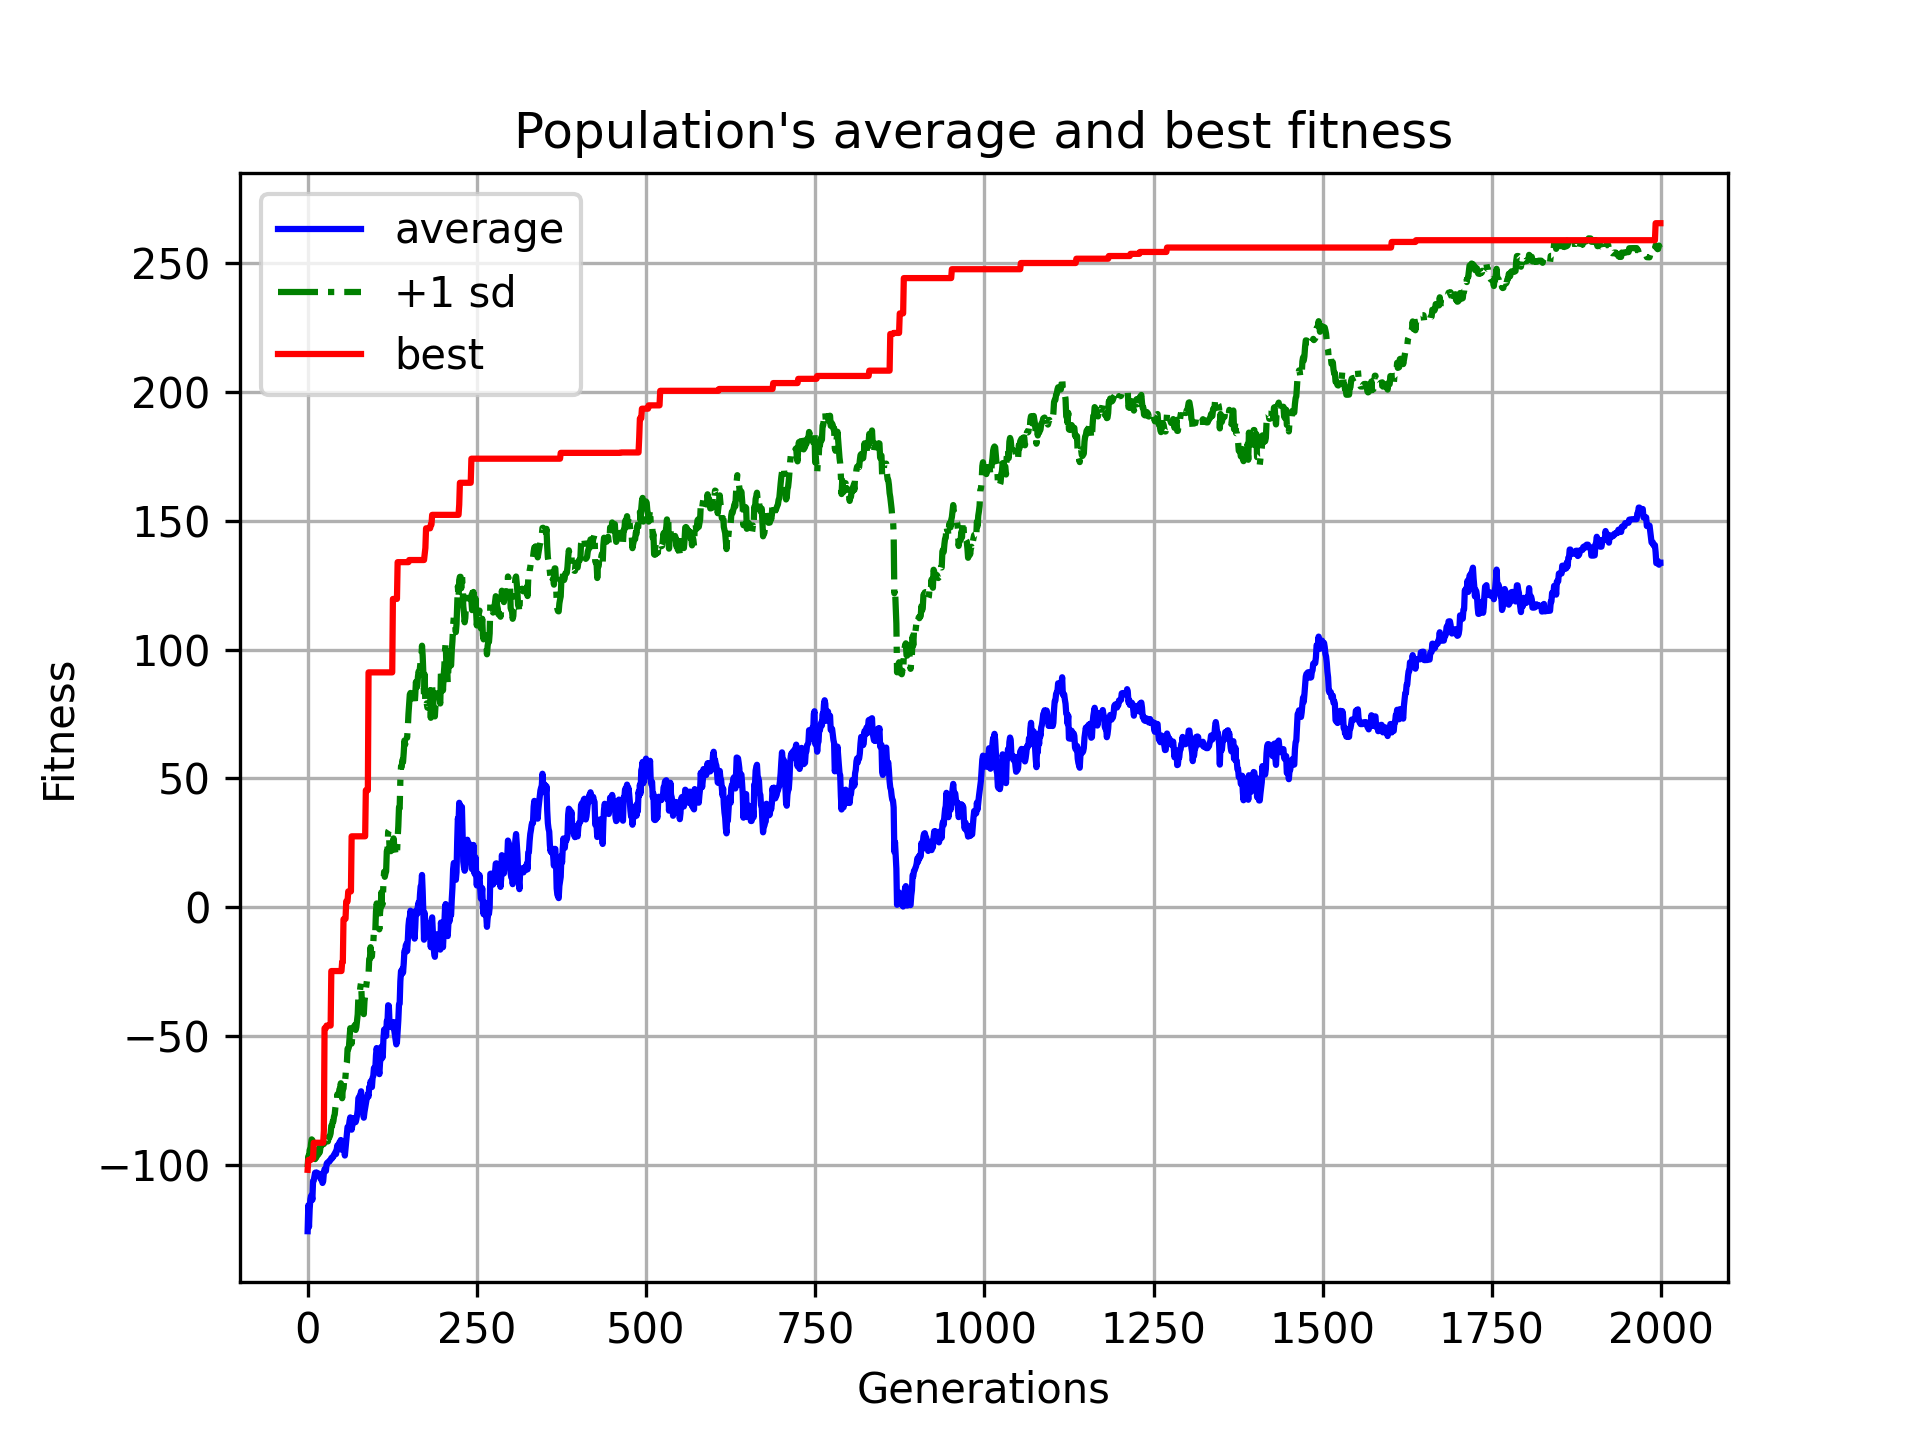 Population's average and best fitness
average
+1 sd
best
250
200
150
100
50
0
−50
−100
Fitness
0 250 500 750 1000 1250 1500 1750 2000
Generations